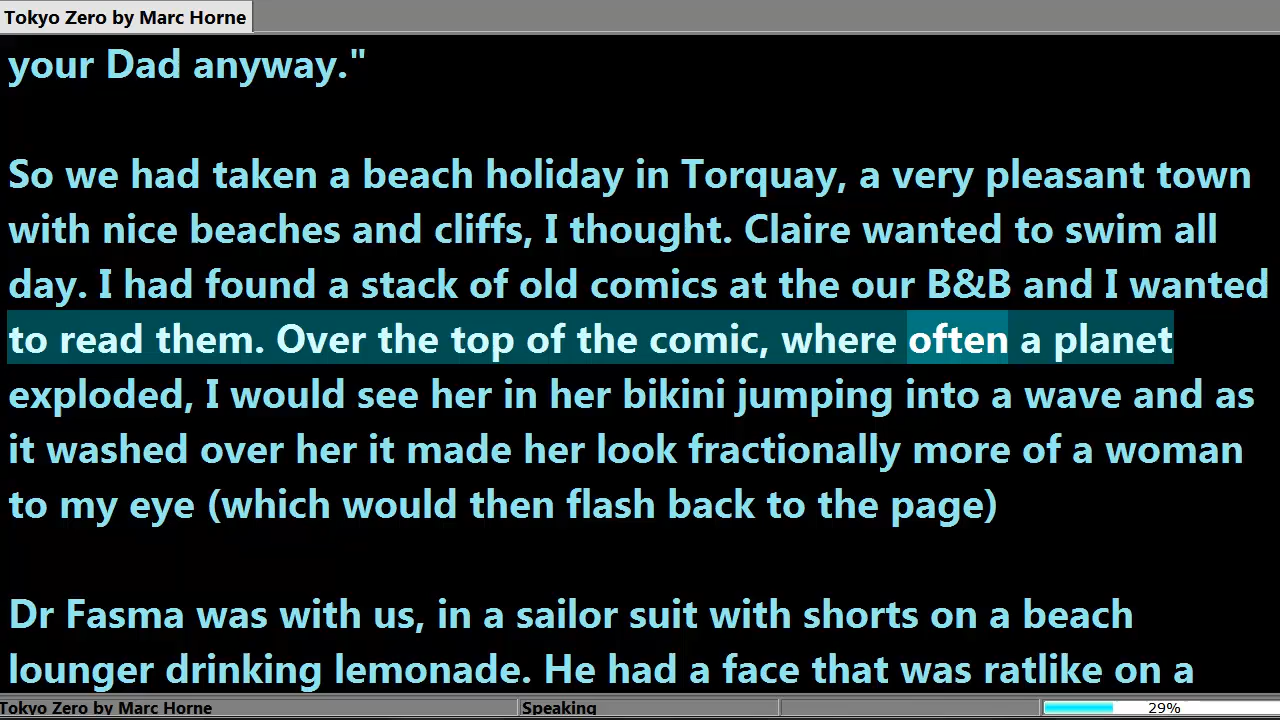 Tokyo Zero by Marc Horne
your Dad anyway."
So we had taken a beach holiday in Torquay, a very pleasant town
with nice beaches and cliffs, I thought. Claire wanted to swim all
day. I had found a stack of old comics at the our B&B and I wanted
to read them. Over the top of the comic, where often a planet
exploded, I would see her in her bikini jumping into a wave and as
it washed over her it made her look fractionally more of a woman
to my eye (which would then flash back to the page)
Dr Fasma was with us, in a sailor suit with shorts on a beach
lounger drinking lemonade. He had a face that was ratlike on a
Tokyo Zero by Marc Horne Speaking 29%